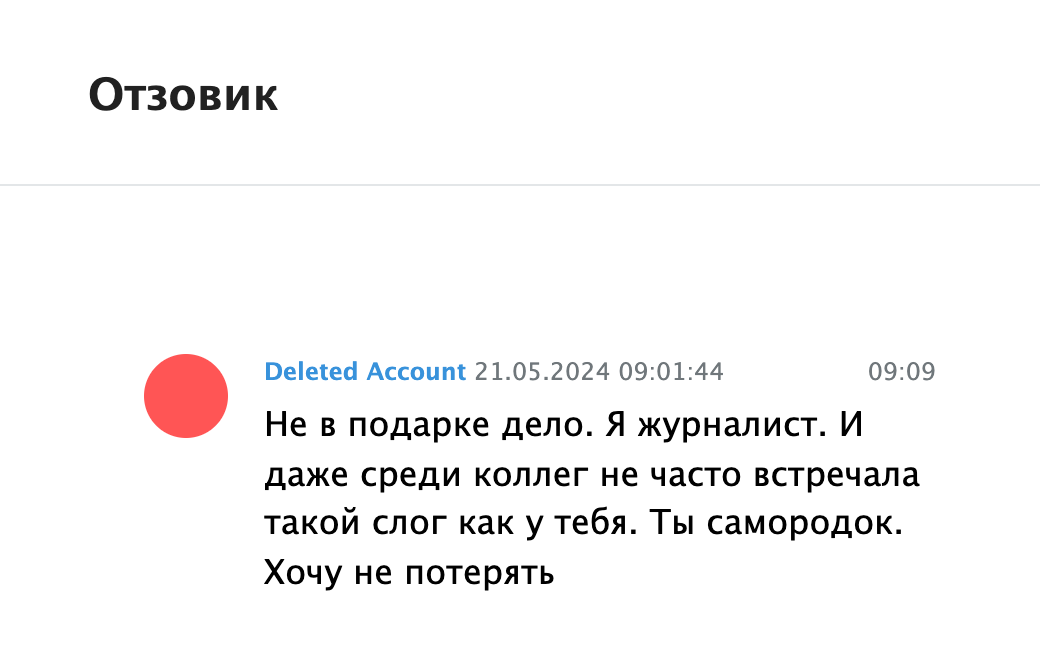 Отзовик
Deleted Account 21.05.2024 09:01:44 09:09
Не в подарке дело. Я журналист. И
даже среди коллег не часто встречала
такой слог как у тебя. Ты самородок.
Хочу не потерять